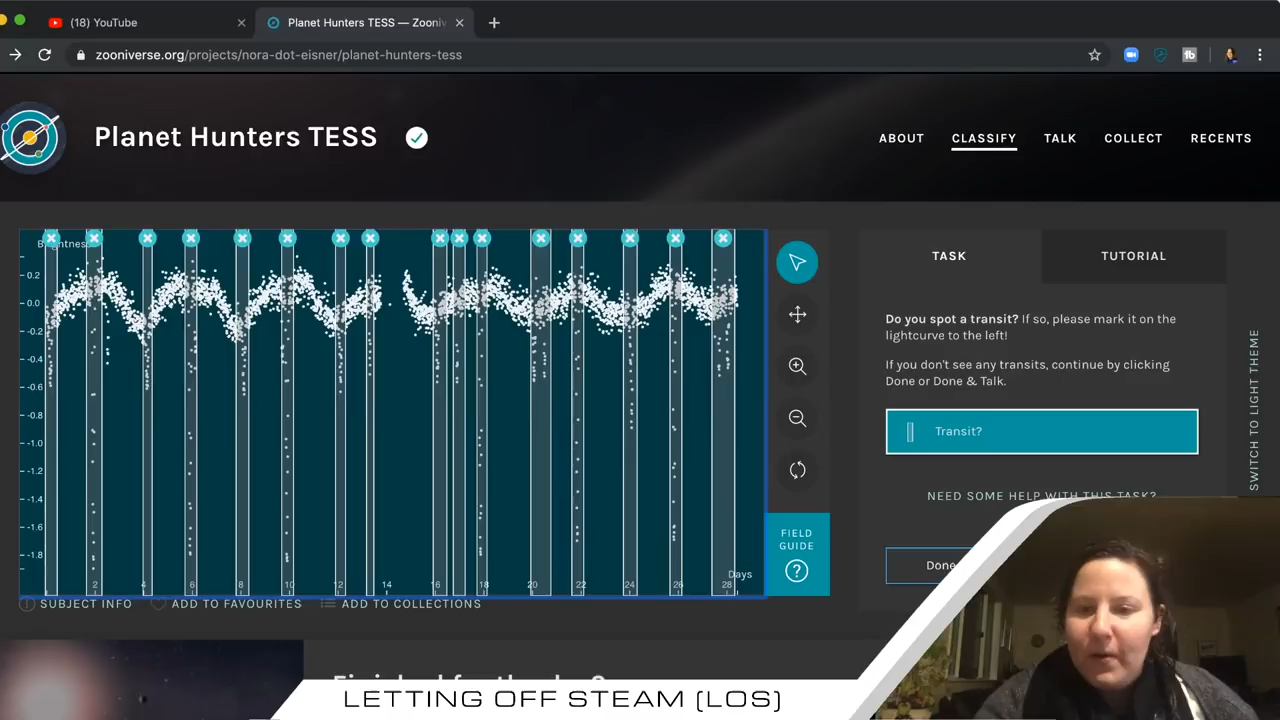 (18) YouTube
Planet Hunters TESS — Zooniv
zooniverse.org/projects/nora-dot-eisner/planet-hunters-tess
fb
Planet Hunters TESS
ABOUT CLASSIFY TALK COLLECT RECENTS
Brightness
0.2
0.0
-0.2
-0.4
-0.6
-0.8
-1.0
-1.2
-1.4
-1.6
-1.8
2 4 6 8 10 12 14 16 18 20 22 24 26 28
Days
FIELD
GUIDE
?
TASK TUTORIAL
Do you spot a transit? If so, please mark it on the
lightcurve to the left!
If you don't see any transits, continue by clicking
Done or Done & Talk.
Transit?
NEED SOME HELP WITH THIS TASK?
Done
SWITCH TO LIGHT THEME
SUBJECT INFO ADD TO FAVOURITES ADD TO COLLECTIONS
Finished for the day?
LETTING OFF STEAM (LOS)